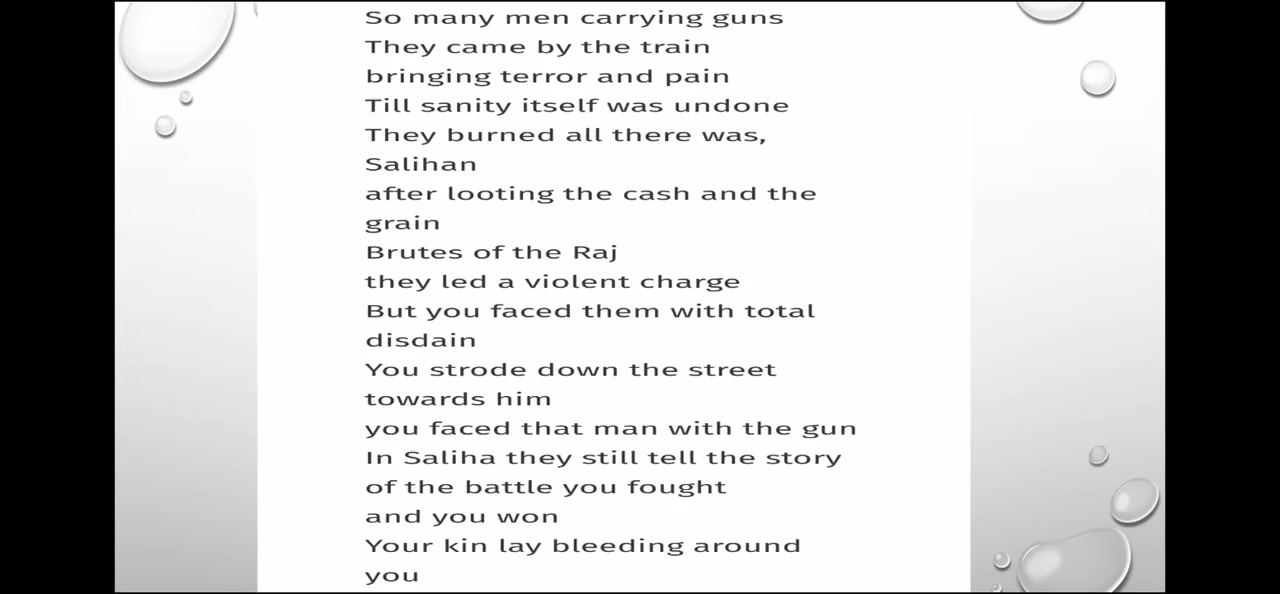 So many men carrying guns
They came by the train
bringing terror and pain
Till sanity itself was undone
They burned all there was,
Salihan
after looting the cash and the
grain
Brutes of the Raj
they led a violent charge
But you faced them with total
disdain
You strode down the street
towards him
you faced that man with the gun
In Saliha they still tell the story
of the battle you fought
and you won
Your kin lay bleeding around
you